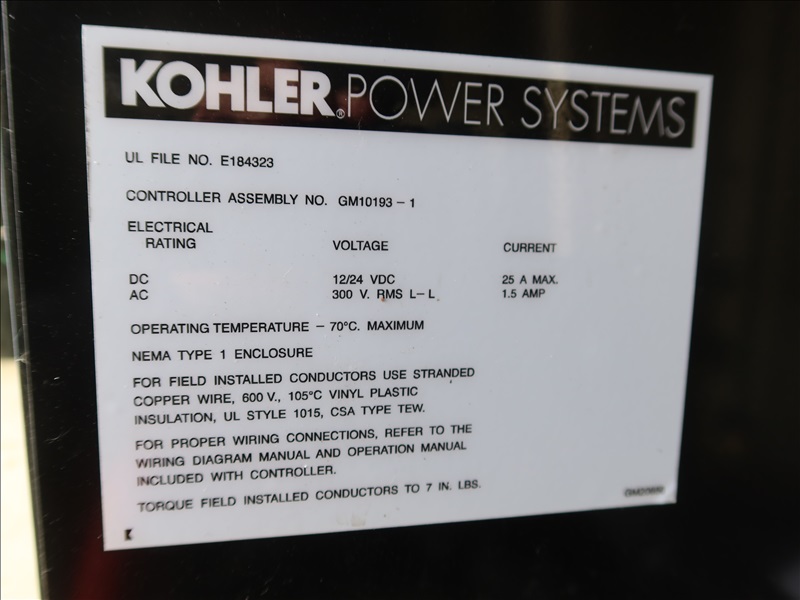 KOHLER® POWER SYSTEMS
UL FILE NO. E184323
CONTROLLER ASSEMBLY NO. GM10193 - 1
ELECTRICAL
RATING VOLTAGE CURRENT
DC 12/24 VDC 25 A MAX.
AC 300 V. RMS L-L 1.5 AMP
OPERATING TEMPERATURE - 70°C. MAXIMUM
NEMA TYPE 1 ENCLOSURE
FOR FIELD INSTALLED CONDUCTORS USE STRANDED
COPPER WIRE, 600 V., 105°C VINYL PLASTIC
INSULATION, UL STYLE 1015, CSA TYPE TEW.
FOR PROPER WIRING CONNECTIONS, REFER TO THE
WIRING DIAGRAM MANUAL AND OPERATION MANUAL
INCLUDED WITH CONTROLLER.
TORQUE FIELD INSTALLED CONDUCTORS TO 7 IN. LBS.
K